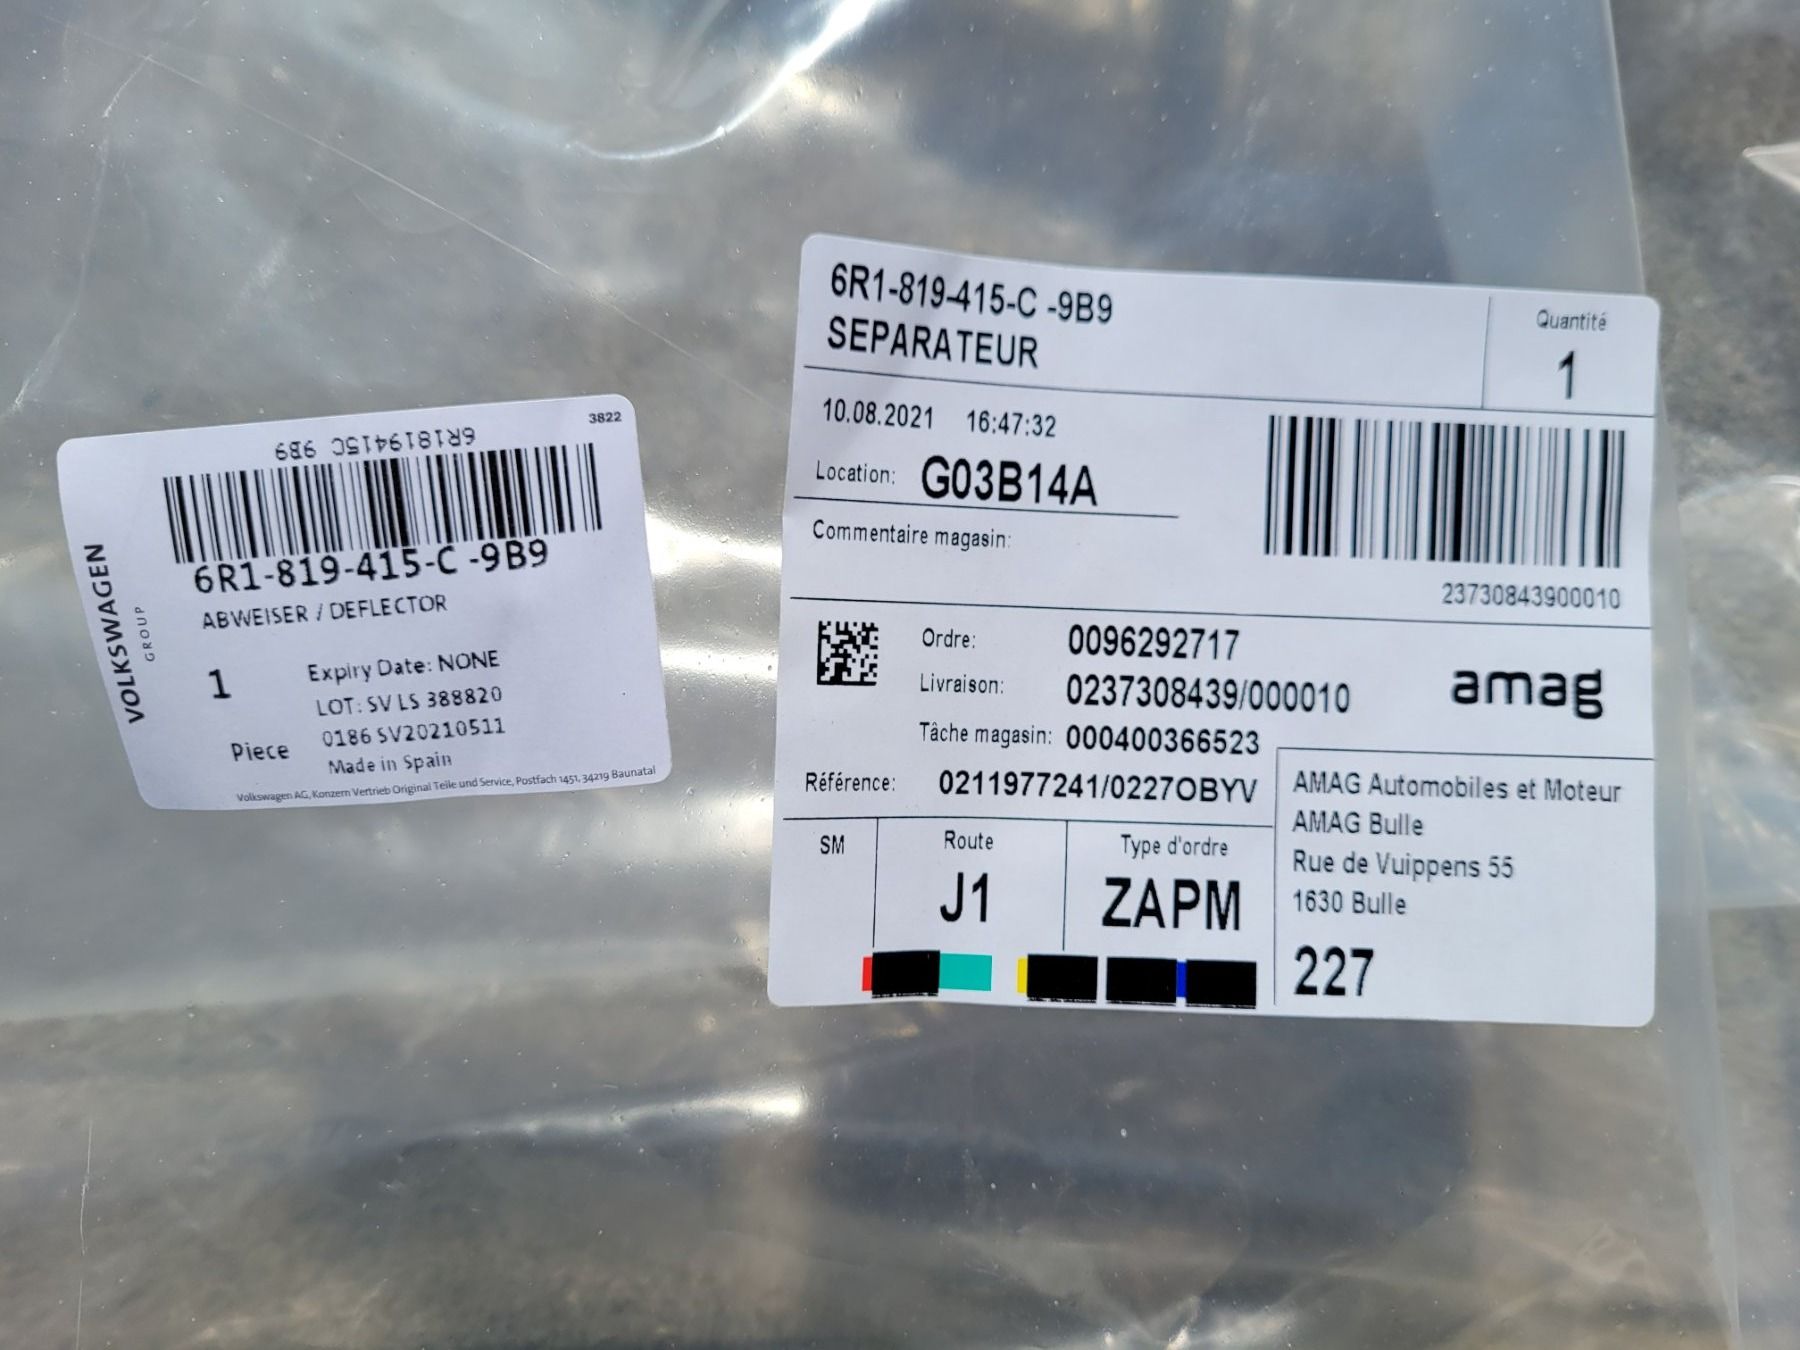 3822
6R1819415C 9B9
6R1-819-415-C -9B9
ABWEISER / DEFLECTOR
VOLKSWAGEN
GROUP
1
Piece
Expiry Date: NONE
LOT: SV LS 388820
0186 SV20210511
Made in Spain
Volkswagen AG, Konzern Vertrieb Original Teile und Service, Postfach 1451, 34219 Baunatal
6R1-819-415-C -9B9
SEPARATEUR
Quantité
1
10.08.2021 16:47:32
Location: G03B14A
Commentaire magasin:
23730843900010
Ordre: 0096292717
Livraison: 0237308439/000010
Tâche magasin: 000400366523
Référence: 0211977241/0227OBYV
amag
SM
Route
J1
Type d'ordre
ZAPM
AMAG Automobiles et Moteur
AMAG Bulle
Rue de Vuippens 55
1630 Bulle
227